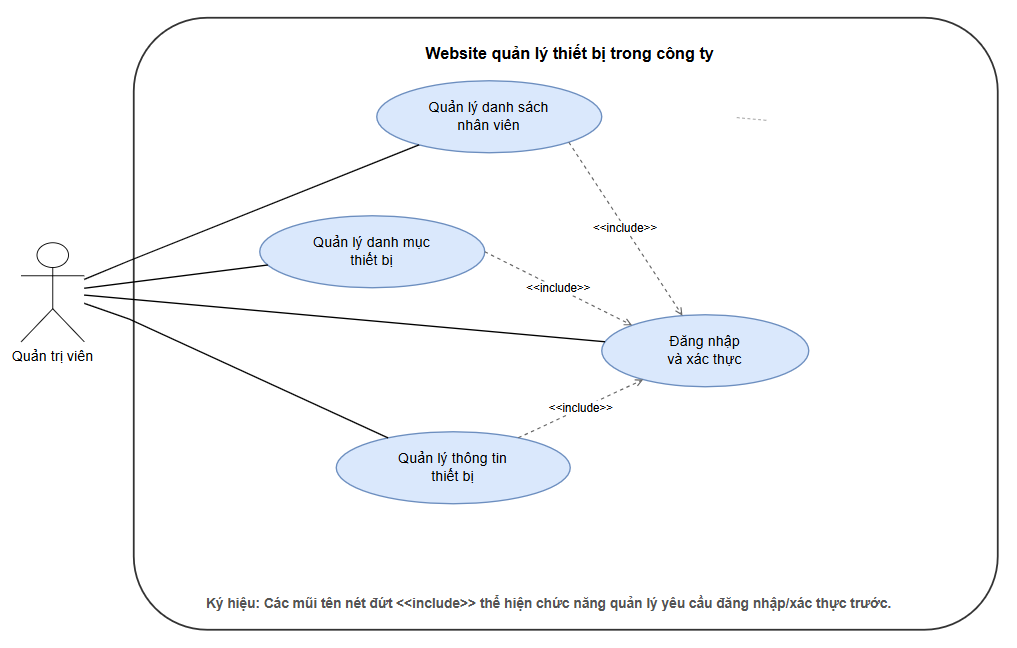 Website quản lý thiết bị trong công ty
Quản lý danh sách
nhân viên
<<include>>
Quản lý danh mục
thiết bị
<<include>>
Đăng nhập
và xác thực
Quản trị viên
<<include>>
Quản lý thông tin
thiết bị
Ký hiệu: Các mũi tên nét đứt <<include>> thể hiện chức năng quản lý yêu cầu đăng nhập/xác thực trước.